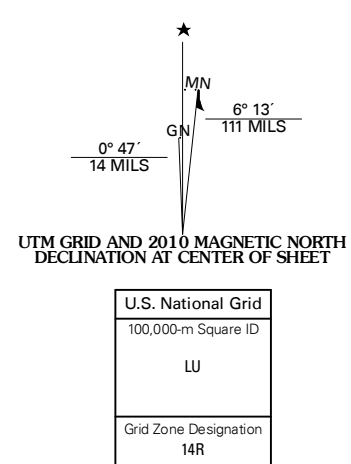 MN
6° 13´
111 MILS
GN
0° 47´
14 MILS
UTM GRID AND 2010 MAGNETIC NORTH
DECLINATION AT CENTER OF SHEET
U.S. National Grid
100,000-m Square ID
LU
Grid Zone Designation
14R